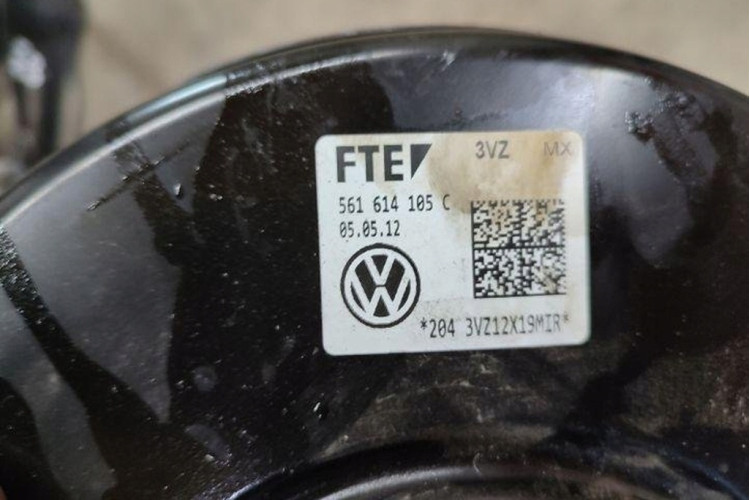 FTE 3VZ MX
561 614 105 C
05.05.12
*204 3VZ12X19MIR*